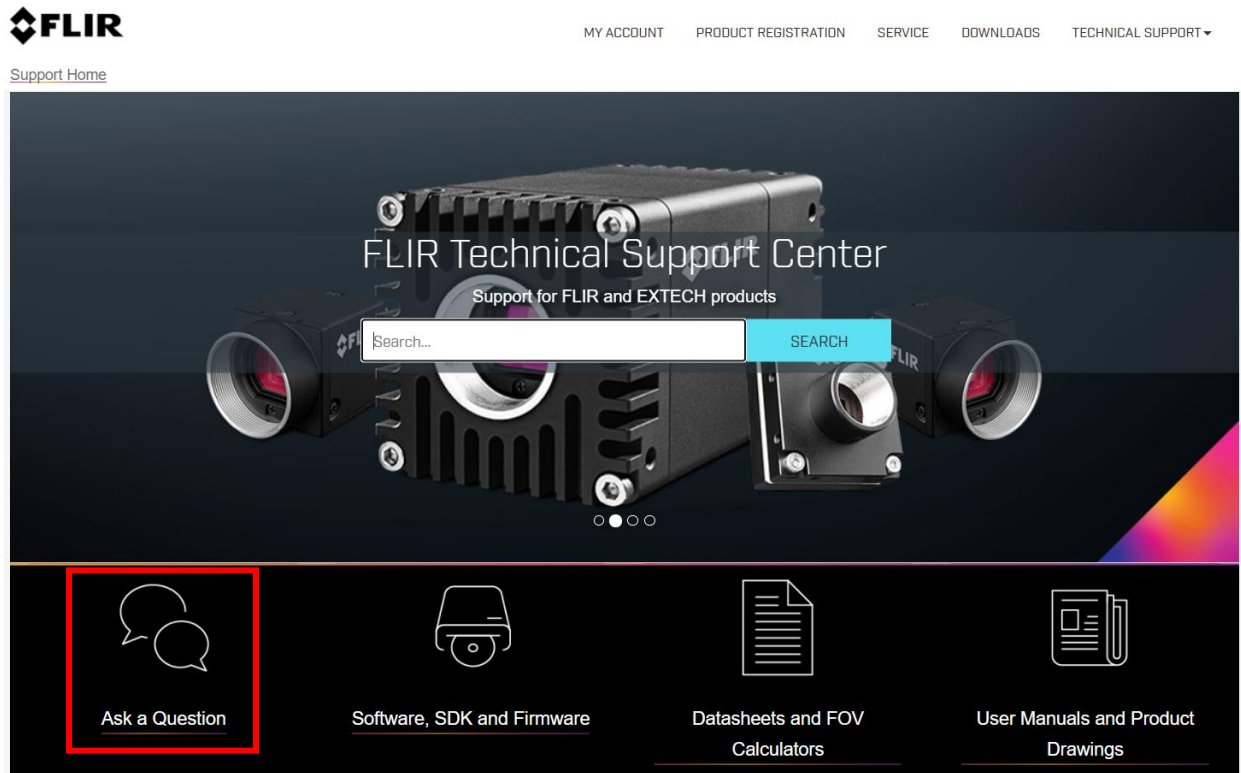 FLIR
MY ACCOUNT PRODUCT REGISTRATION SERVICE DOWNLOADS TECHNICAL SUPPORT
Support Home
FLIR Technical Support Center
Support for FLIR and EXTECH products
Search...
SEARCH
FLIR
Ask a Question
Software, SDK and Firmware
Datasheets and FOV
Calculators
User Manuals and Product
Drawings